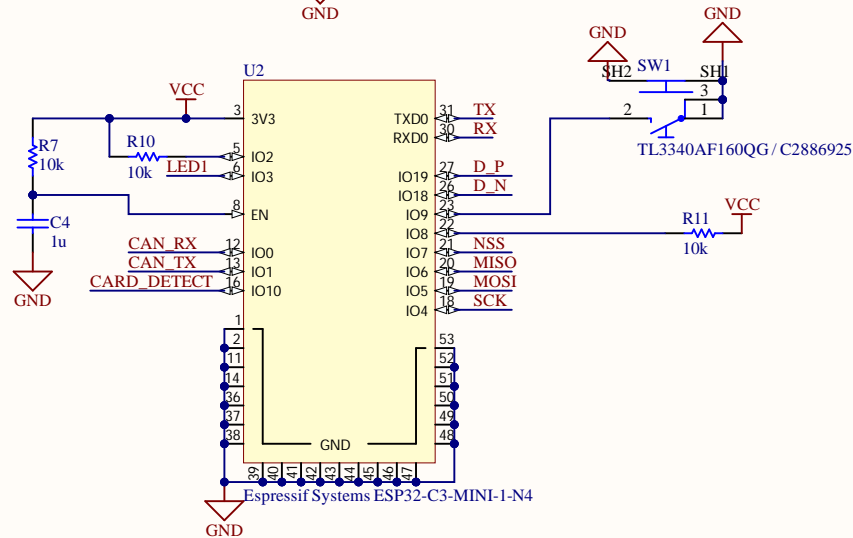 GND
GND
GND
U2
SW1
SH2
SH1
3
2
1
TL3340AF160QG / C2886925
VCC
3
3V3
TXD0
31
TX
RXD0
30
RX
R7
10k
R10
10k
5
IO2
LED1
6
IO3
IO19
27
D_P
IO18
26
D_N
8
EN
IO9
23
IO8
22
R11
10k
VCC
C4
1u
GND
CAN_RX
12
IO0
IO7
21
NSS
CAN_TX
13
IO1
IO6
20
MISO
CARD_DETECT
16
IO10
IO5
19
MOSI
IO4
18
SCK
1
2
11
14
36
37
38
53
52
51
50
49
48
GND
39
40
41
42
43
44
45
46
47
Espressif Systems ESP32-C3-MINI-1-N4
GND